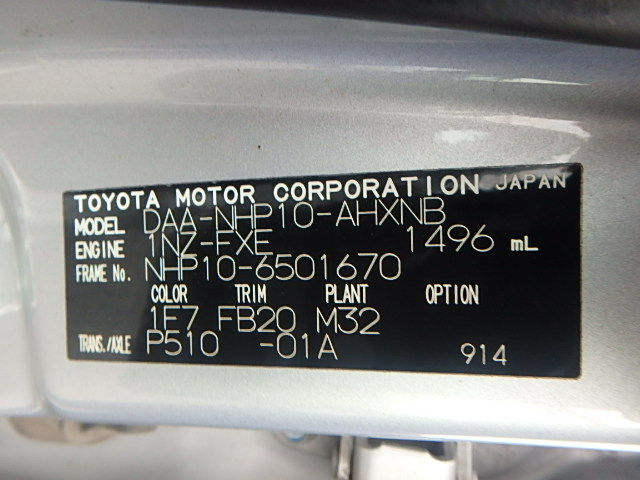 TOYOTA MOTOR CORPORATION JAPAN
MODEL DAA-NHP10-AHXNB
ENGINE 1NZ-FXE 1496 mL
FRAME No. NHP10-6501670
COLOR TRIM PLANT OPTION
1F7 FB20 M32
TRANS./AXLE P510 -01A 914